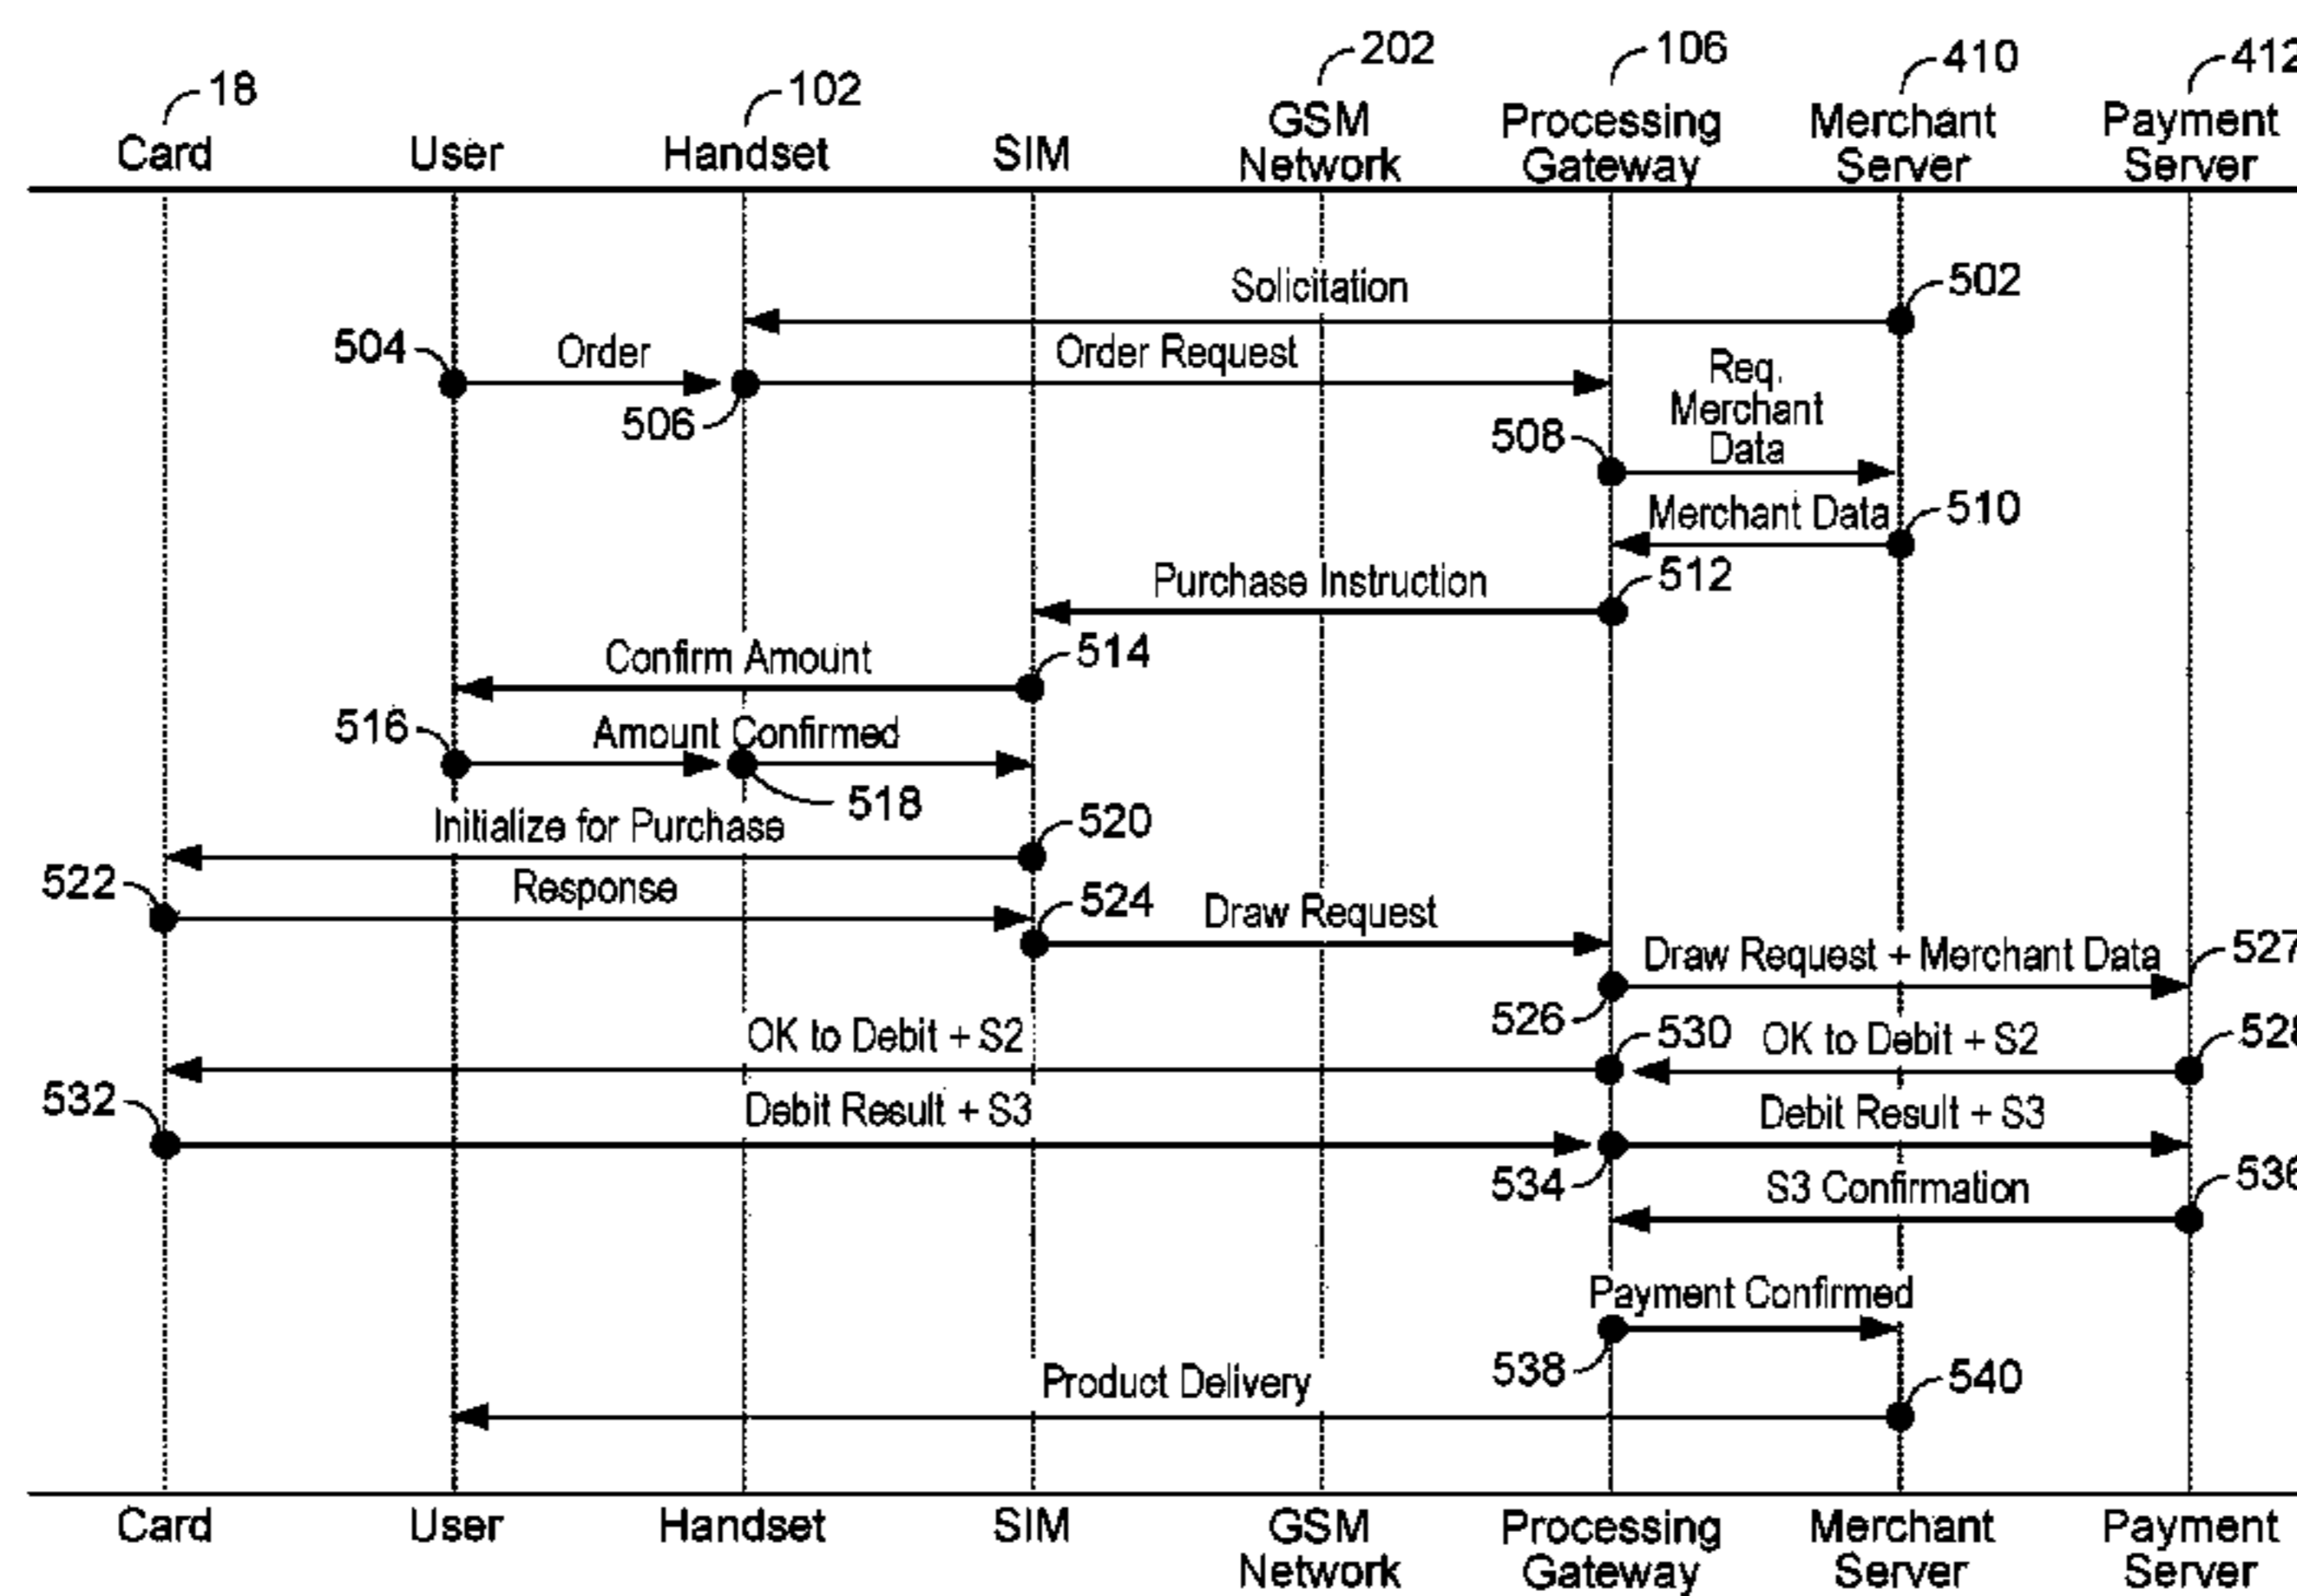 18
102
202
106
410
412
Card
User
Handset
SIM
GSM
Network
Processing
Gateway
Merchant
Server
Payment
Server
Solicitation
502
504
Order
506
Order Request
Req.
Merchant
Data
508
Merchant Data
510
Purchase Instruction
512
Confirm Amount
514
516
Amount Confirmed
518
Initialize for Purchase
520
522
Response
524
Draw Request
Draw Request + Merchant Data
527
526
OK to Debit + S2
530
OK to Debit + S2
528
532
Debit Result + S3
Debit Result + S3
534
S3 Confirmation
536
Payment Confirmed
538
Product Delivery
540
Card
User
Handset
SIM
GSM
Network
Processing
Gateway
Merchant
Server
Payment
Server